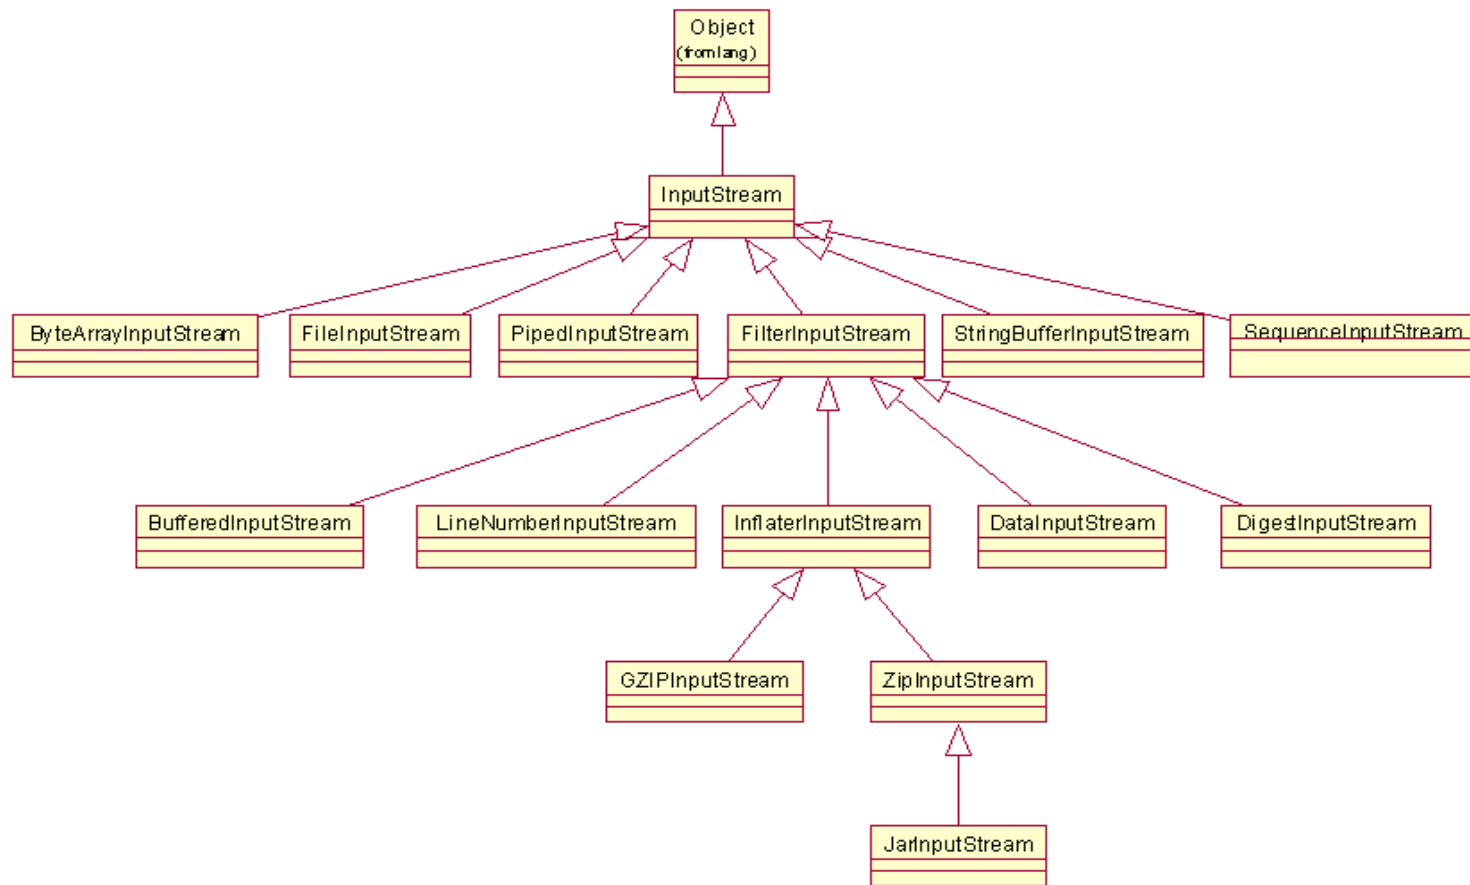 Object
(from lang)
InputStream
ByteArrayInputStream
FileInputStream
PipedInputStream
FilterInputStream
StringBufferInputStream
SequenceInputStream
BufferedInputStream
LineNumberInputStream
InflaterInputStream
DataInputStream
DigestInputStream
GZIPInputStream
ZipInputStream
JarInputStream